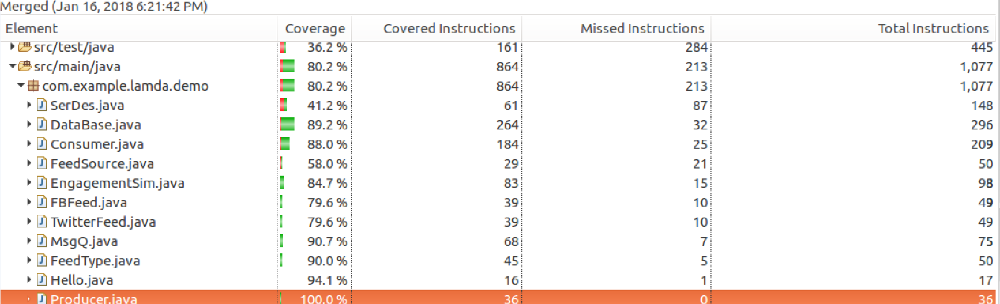 Merged (Jan 16, 2018 6:21:42 PM)
Element Coverage Covered Instructions Missed Instructions Total Instructions
src/test/java 36.2 % 161 284 445
src/main/java 80.2 % 864 213 1,077
com.example.lamda.demo 80.2 % 864 213 1,077
SerDes.java 41.2 % 61 87 148
DataBase.java 89.2 % 264 32 296
Consumer.java 88.0 % 184 25 209
FeedSource.java 58.0 % 29 21 50
EngagementSim.java 84.7 % 83 15 98
FBFeed.java 79.6 % 39 10 49
TwitterFeed.java 79.6 % 39 10 49
MsgQ.java 90.7 % 68 7 75
FeedType.java 90.0 % 45 5 50
Hello.java 94.1 % 16 1 17
Producer.java 100.0 % 36 0 36